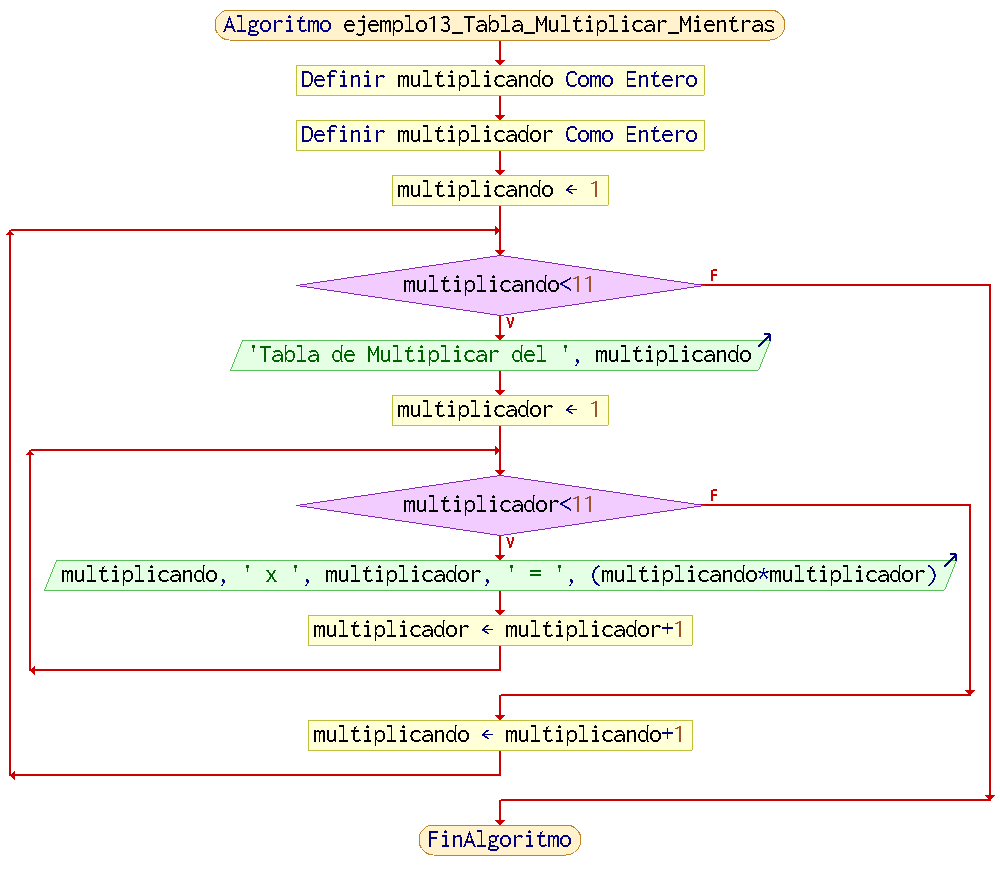 Algoritmo ejemplo13_Tabla_Multiplicar_Mientras
Definir multiplicando Como Entero
Definir multiplicador Como Entero
multiplicando ← 1
multiplicando<11
F
V
'Tabla de Multiplicar del ', multiplicando
multiplicador ← 1
multiplicador<11
F
V
multiplicando, ' x ', multiplicador, ' = ', (multiplicando*multiplicador)
multiplicador ← multiplicador+1
multiplicando ← multiplicando+1
FinAlgoritmo